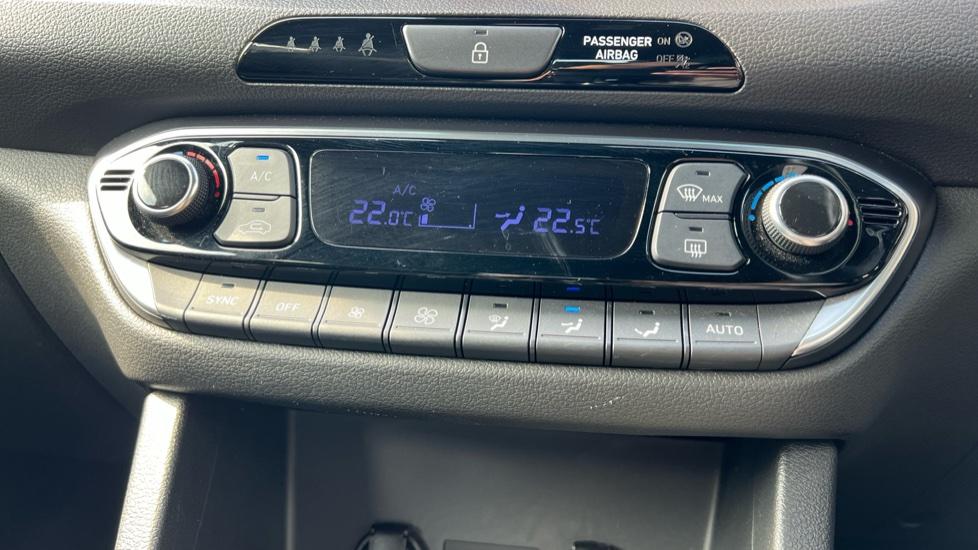 PASSENGER AIRBAG ON OFF
A/C
A/C
22.0°C 22.5°C
MAX
SYNC OFF AUTO